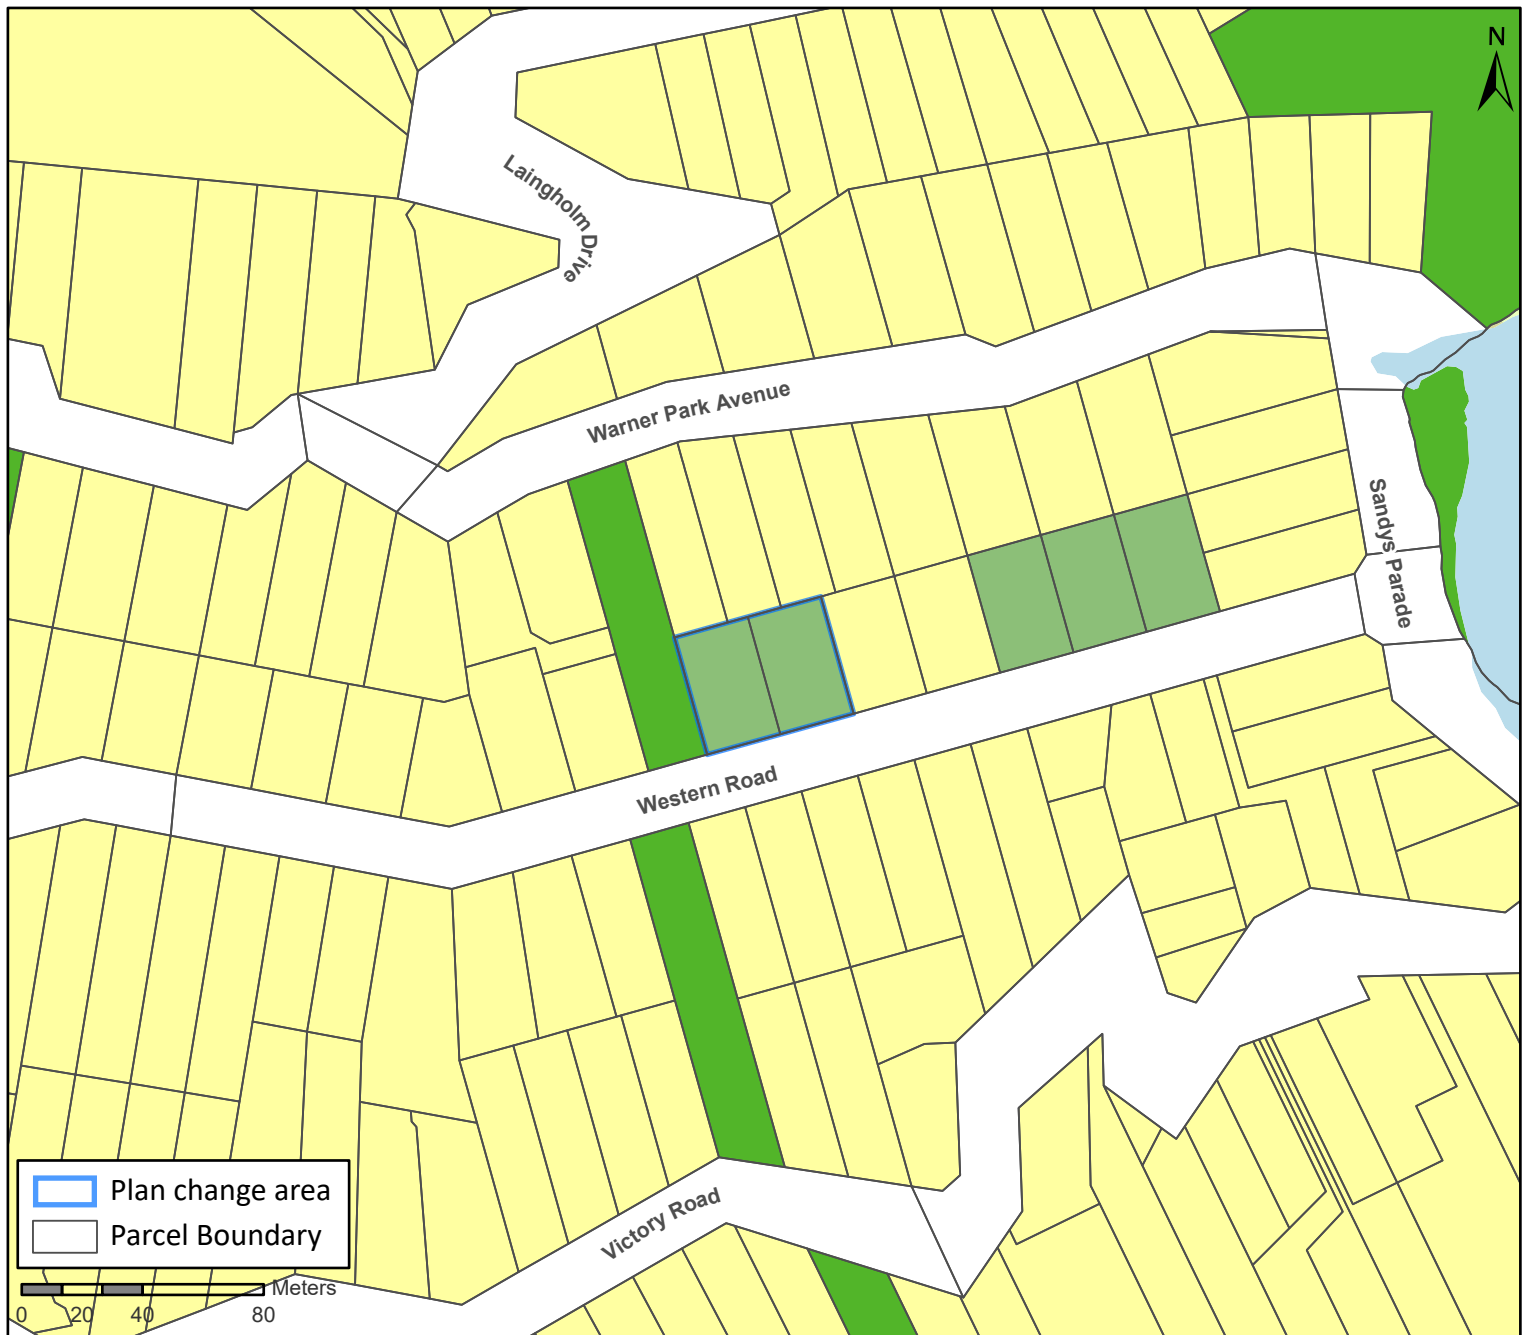 N
Laingholm Drive
Warner Park Avenue
Sandys Parade
Western Road
Victory Road
Plan change area
Parcel Boundary
Meters
0 20 40 80